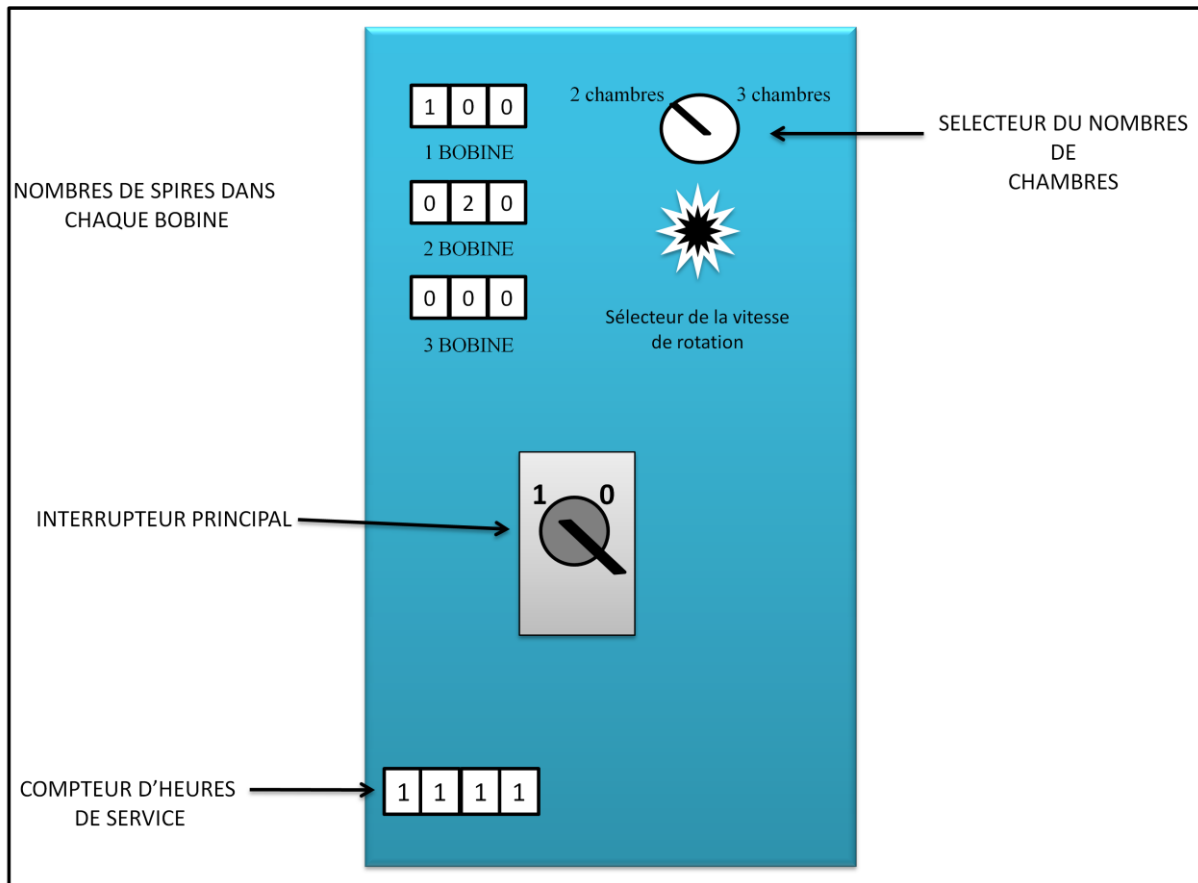 1 0 0
1 BOBINE
2 chambres
3 chambres
SELECTEUR DU NOMBRES
DE
CHAMBRES
NOMBRES DE SPIRES DANS
CHAQUE BOBINE
0 2 0
2 BOBINE
0 0 0
3 BOBINE
Sélecteur de la vitesse
de rotation
INTERRUPTEUR PRINCIPAL
1 0
COMPTEUR D’HEURES
DE SERVICE
1 1 1 1